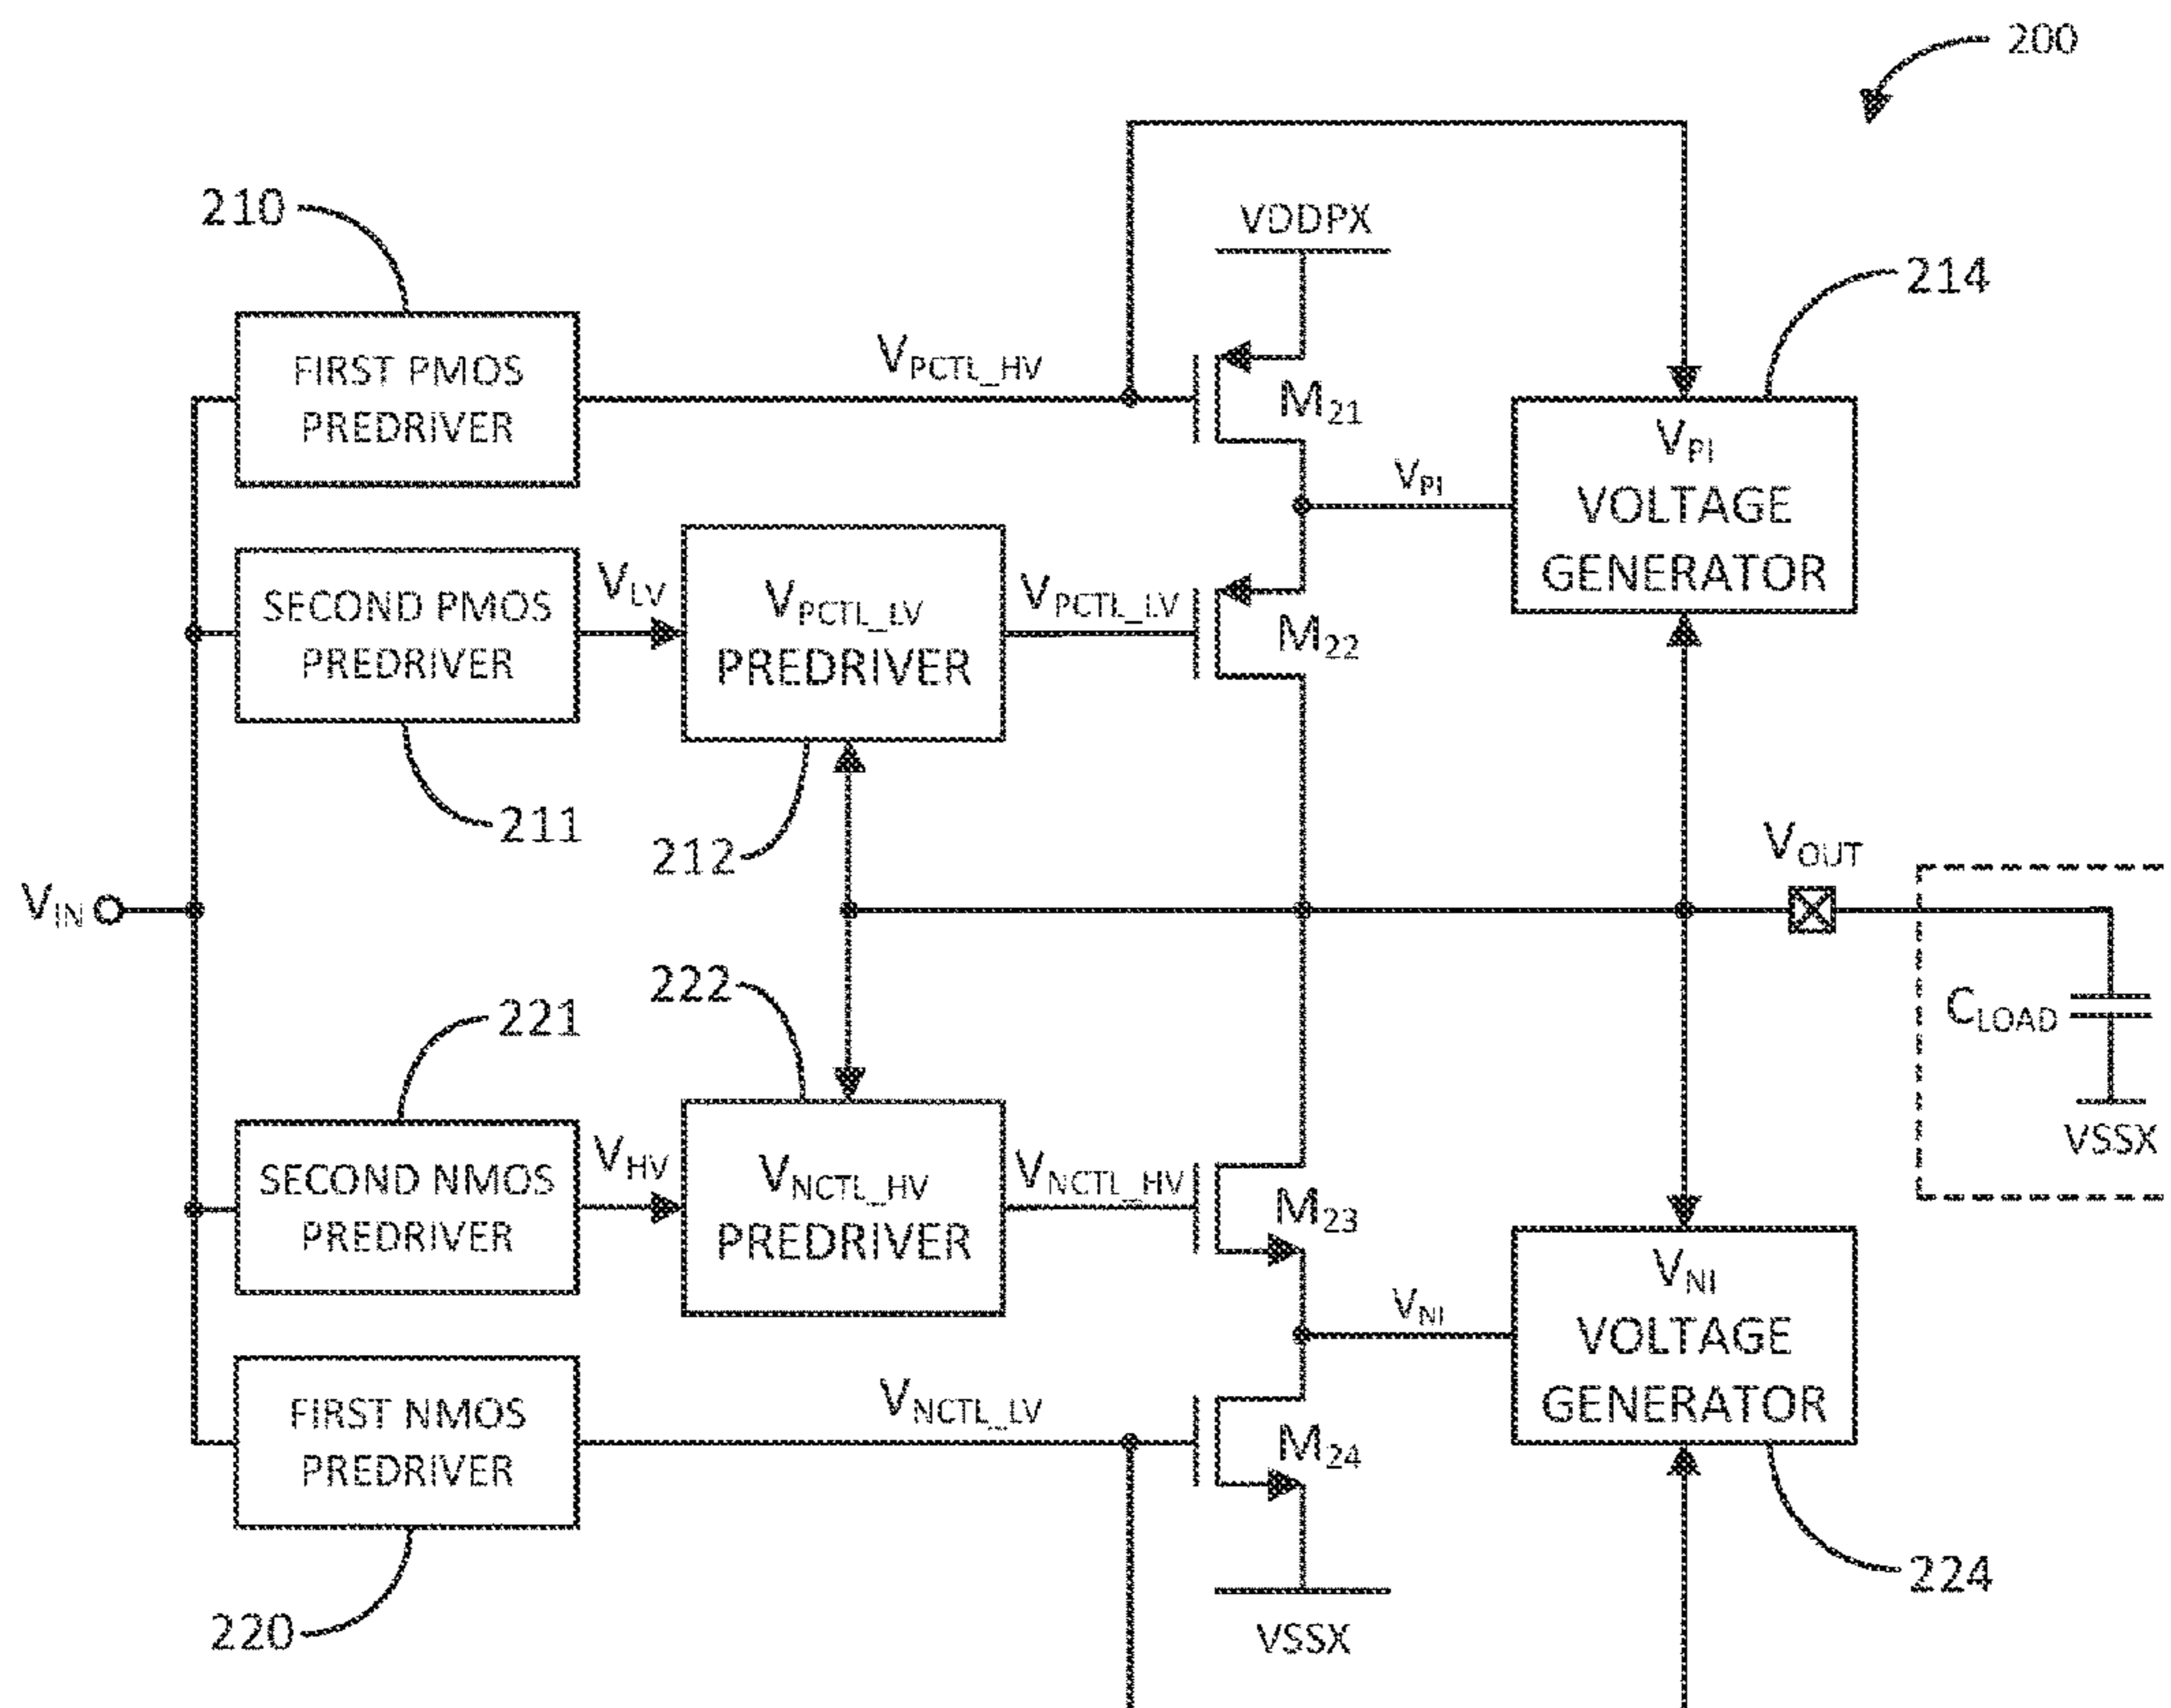 200
210
VDDPX
214
FIRST PMOS
PREDRIVER
VPCTL_HV
M21
VPI
VPI
VOLTAGE
GENERATOR
SECOND PMOS
PREDRIVER
VLV
VPCTL_LV
PREDRIVER
VPCTL_LV
M22
211
212
VOUT
VIN
222
221
CLOAD
VSSX
SECOND NMOS
PREDRIVER
VHV
VNCTL_HV
PREDRIVER
VNCTL_HV
M23
VNI
VNI
VOLTAGE
GENERATOR
FIRST NMOS
PREDRIVER
VNCTL_LV
M24
224
220
VSSX